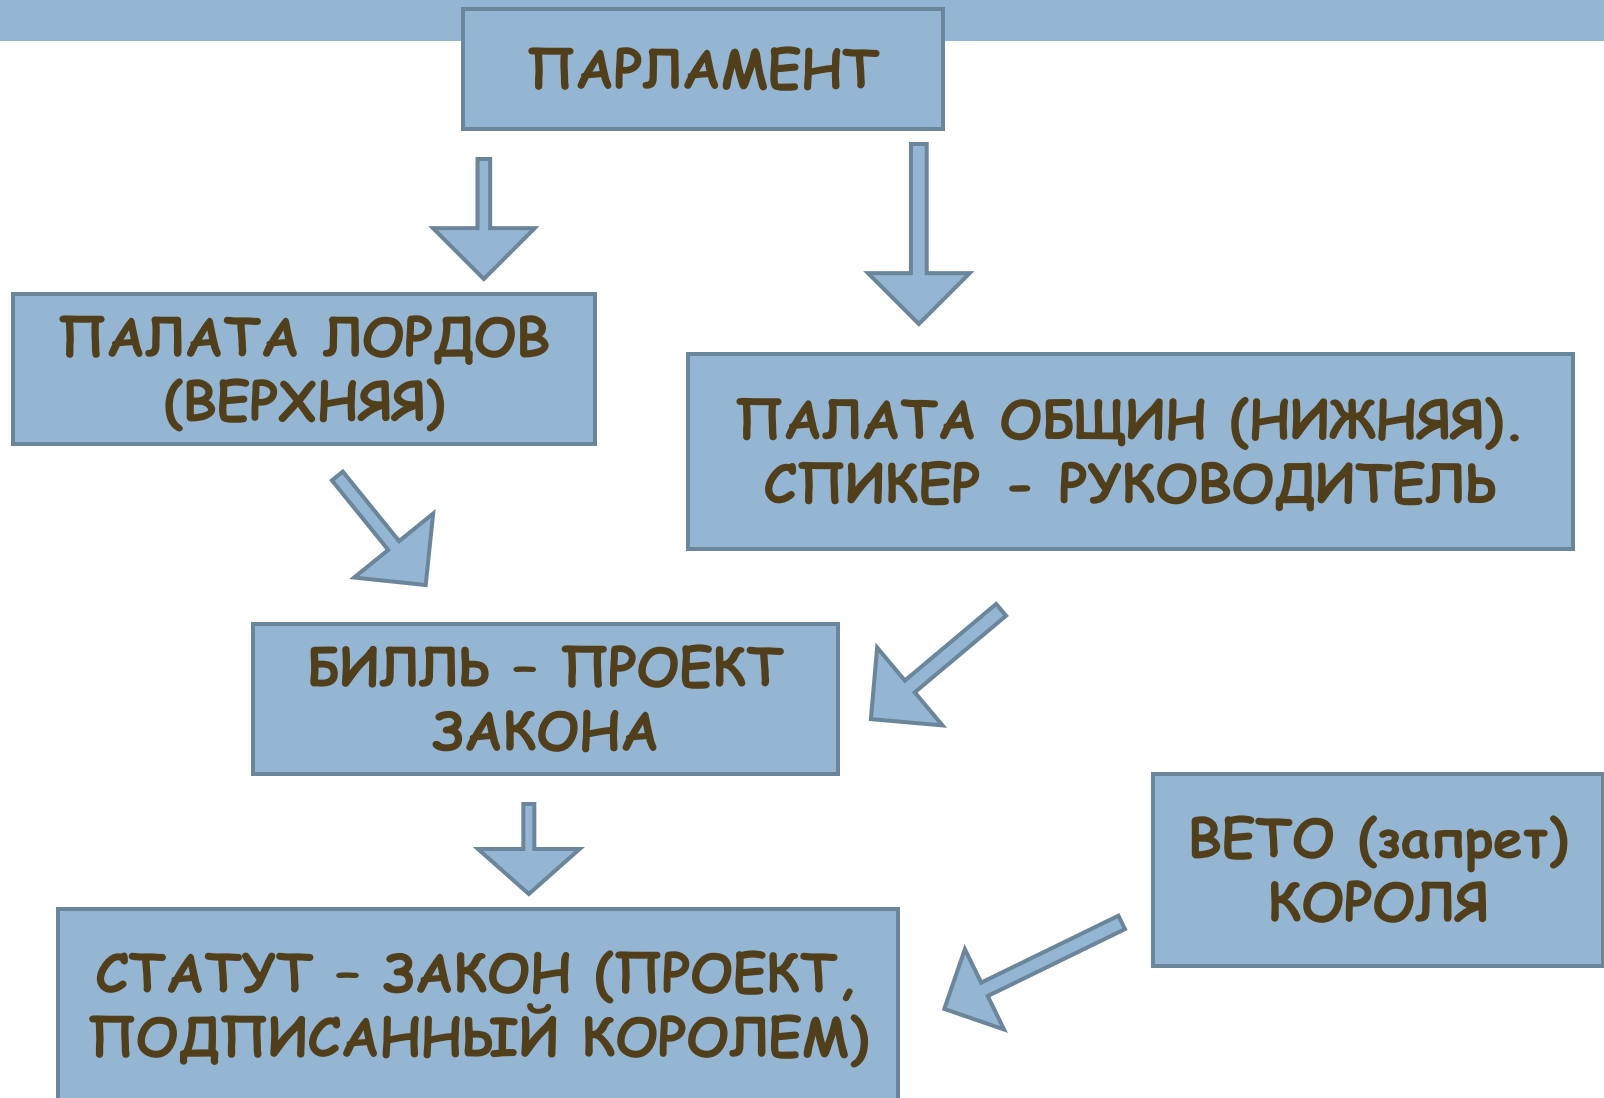 ПАРЛАМЕНТ
ПАЛАТА ЛОРДОВ
(ВЕРХНЯЯ)
ПАЛАТА ОБЩИН (НИЖНЯЯ).
СПИКЕР - РУКОВОДИТЕЛЬ
БИЛЛЬ – ПРОЕКТ
ЗАКОНА
ВЕТО (запрет)
КОРОЛЯ
СТАТУТ – ЗАКОН (ПРОЕКТ,
ПОДПИСАННЫЙ КОРОЛЕМ)